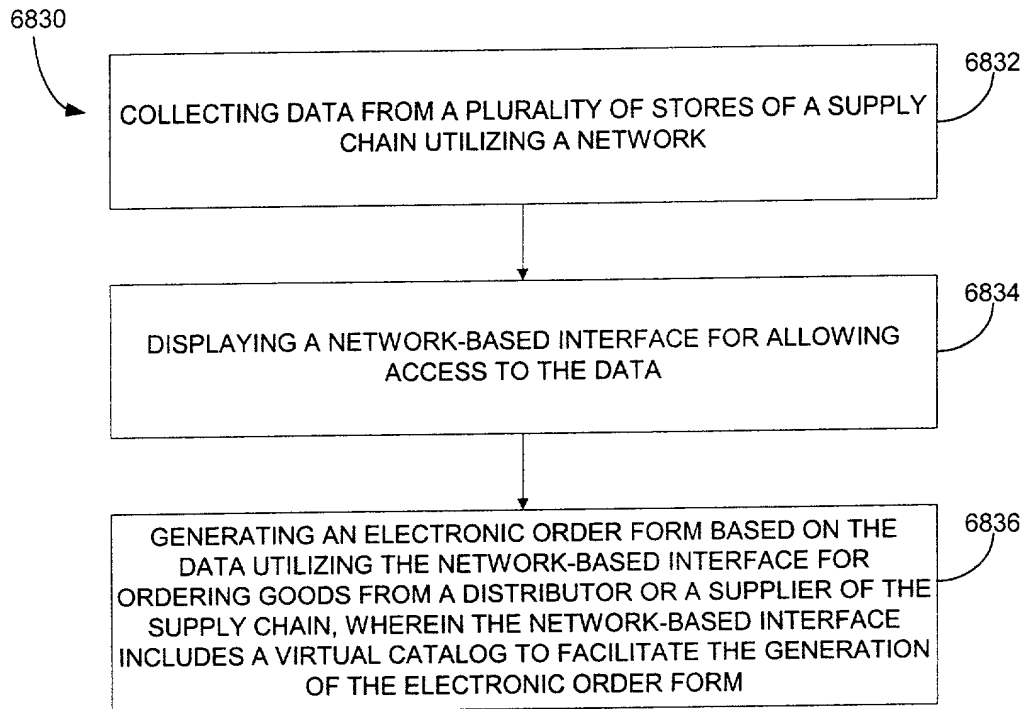 6830
6832
COLLECTING DATA FROM A PLURALITY OF STORES OF A SUPPLY
CHAIN UTILIZING A NETWORK
6834
DISPLAYING A NETWORK-BASED INTERFACE FOR ALLOWING
ACCESS TO THE DATA
6836
GENERATING AN ELECTRONIC ORDER FORM BASED ON THE
DATA UTILIZING THE NETWORK-BASED INTERFACE FOR
ORDERING GOODS FROM A DISTRIBUTOR OR A SUPPLIER OF THE
SUPPLY CHAIN, WHEREIN THE NETWORK-BASED INTERFACE
INCLUDES A VIRTUAL CATALOG TO FACILITATE THE GENERATION
OF THE ELECTRONIC ORDER FORM